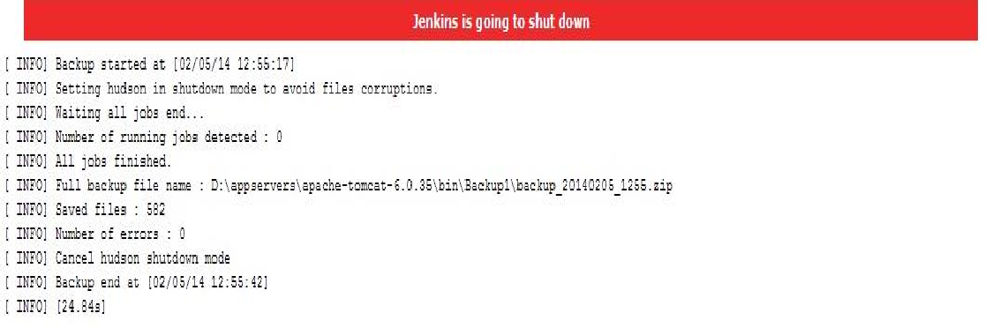 Jenkins is going to shut down
[ INFO] Backup started at [02/05/14 12:55:17]
[ INFO] Setting hudson in shutdown mode to avoid files corruptions.
[ INFO] Waiting all jobs end...
[ INFO] Number of running jobs detected : 0
[ INFO] All jobs finished.
[ INFO] Full backup file name : D:\appservers\apache-tomcat-6.0.35\bin\Backup1\backup_20140205_1255.zip
[ INFO] Saved files : 582
[ INFO] Number of errors : 0
[ INFO] Cancel hudson shutdown mode
[ INFO] Backup end at [02/05/14 12:55:42]
[ INFO] [24.84s]